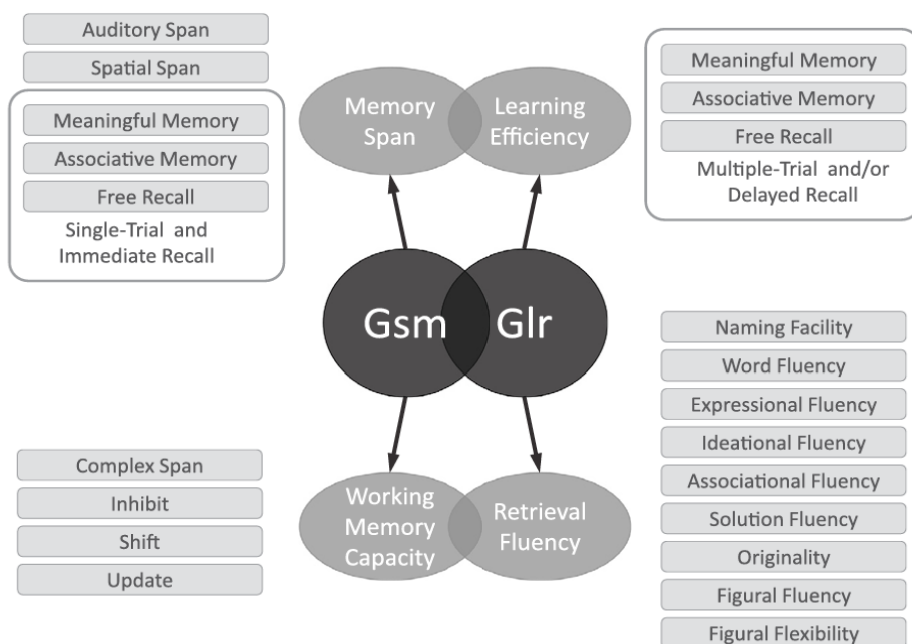 Auditory Span
Spatial Span
Meaningful Memory
Associative Memory
Free Recall
Single-Trial and
Immediate Recall
Memory
Span
Learning
Efficiency
Meaningful Memory
Associative Memory
Free Recall
Multiple-Trial and/or
Delayed Recall
Gsm
Glr
Complex Span
Inhibit
Shift
Update
Working
Memory
Capacity
Retrieval
Fluency
Naming Facility
Word Fluency
Expressional Fluency
Ideational Fluency
Associational Fluency
Solution Fluency
Originality
Figural Fluency
Figural Flexibility